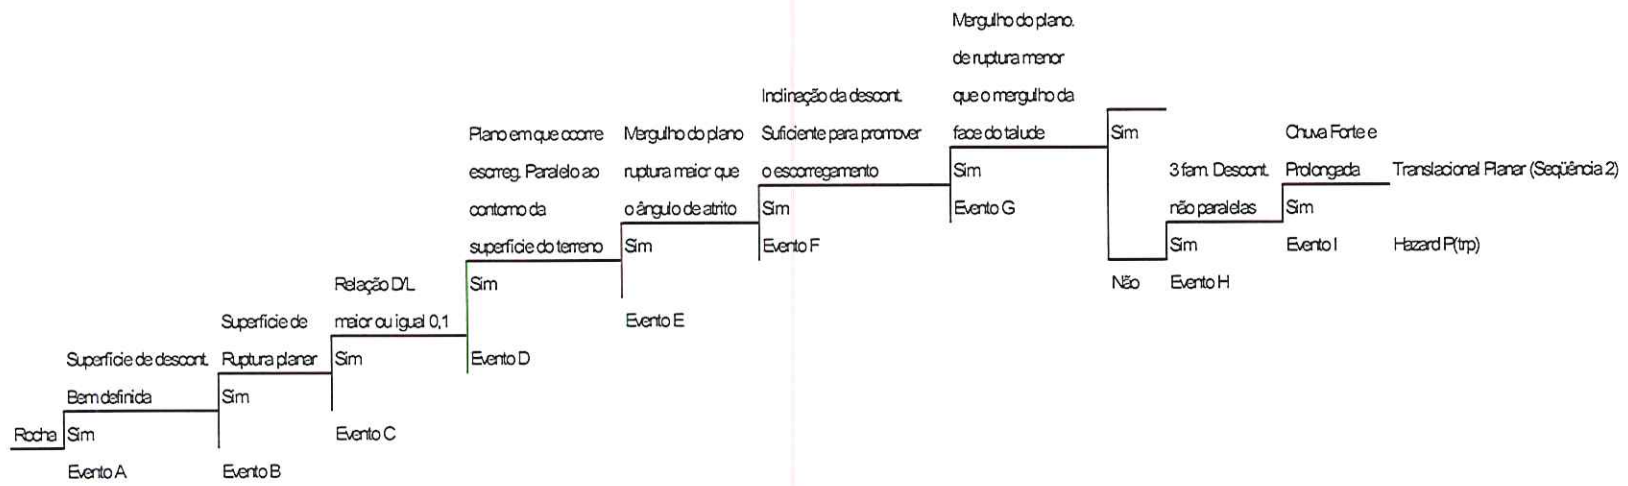 Rocha
Superfície de descont.
Bem definida
Sim
Evento A
Superfície de
Ruptura planar
Sim
Evento B
Relação D/L
maior ou igual 0,1
Sim
Evento C
Plano em que ocorre
escorreg. Paralelo ao
contorno da
superfície do terreno
Sim
Evento D
Mergulho do plano
ruptura maior que
o ângulo de atrito
Sim
Evento E
Inclinação da descont.
Suficiente para promover
o escorregamento
Sim
Evento F
Mergulho do plano.
de ruptura menor
que o mergulho da
face do talude
Sim
Evento G
Sim
Não
3 fam. Descont.
não paralelas
Sim
Evento H
Chuva Forte e
Prolongada
Sim
Evento I
Translacional Planar (Seqüência 2)
Hazard P(trp)